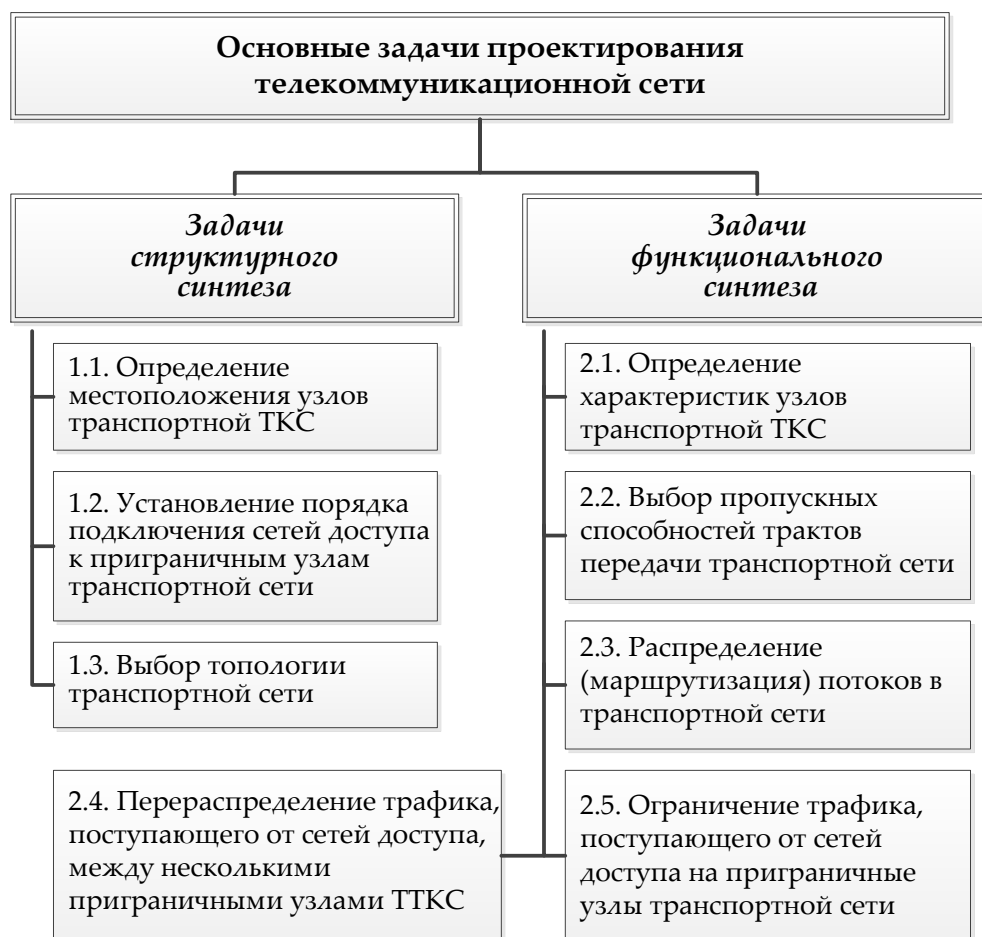 Основные задачи проектирования
телекоммуникационной сети
Задачи
структурного
синтеза
1.1. Определение
местоположения узлов
транспортной ТКС
1.2. Установление порядка
подключения сетей доступа
к приграничным узлам
транспортной сети
1.3. Выбор топологии
транспортной сети
Задачи
функционального
синтеза
2.1. Определение
характеристик узлов
транспортной ТКС
2.2. Выбор пропускных
способностей трактов
передачи транспортной сети
2.3. Распределение
(маршрутизация) потоков в
транспортной сети
2.4. Перераспределение трафика,
поступающего от сетей доступа,
между несколькими
приграничными узлами ТТКС
2.5. Ограничение трафика,
поступающего от сетей
доступа на приграничные
узлы транспортной сети